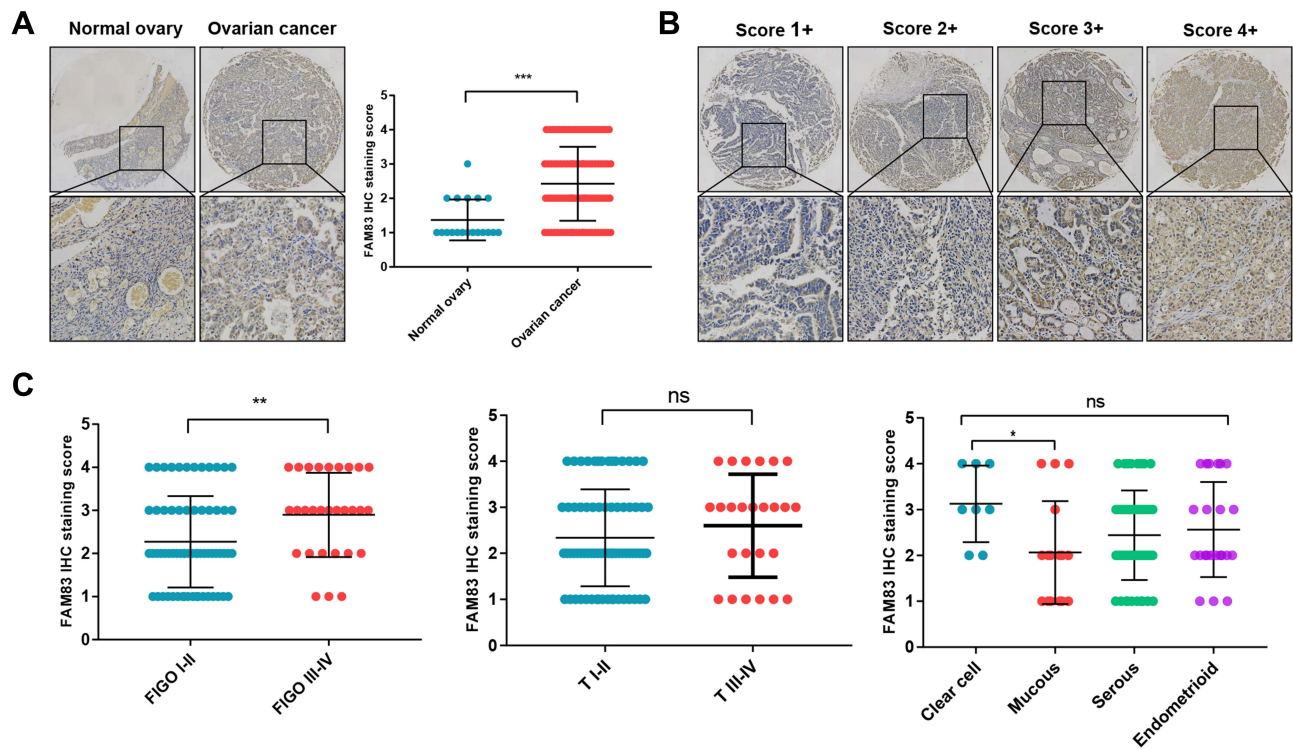 A
Normal ovary
Ovarian cancer
***
FAM83 IHC staining score
5
4
3
2
1
0
Normal ovary
Ovarian cancer
B
Score 1+
Score 2+
Score 3+
Score 4+
C
**
FAM83 IHC staining score
5
4
3
2
1
0
FIGO I-II
FIGO III-IV
ns
FAM83 IHC staining score
5
4
3
2
1
0
T I-II
T III-IV
ns
*
FAM83 IHC staining score
5
4
3
2
1
0
Clear cell
Mucous
Serous
Endometrioid